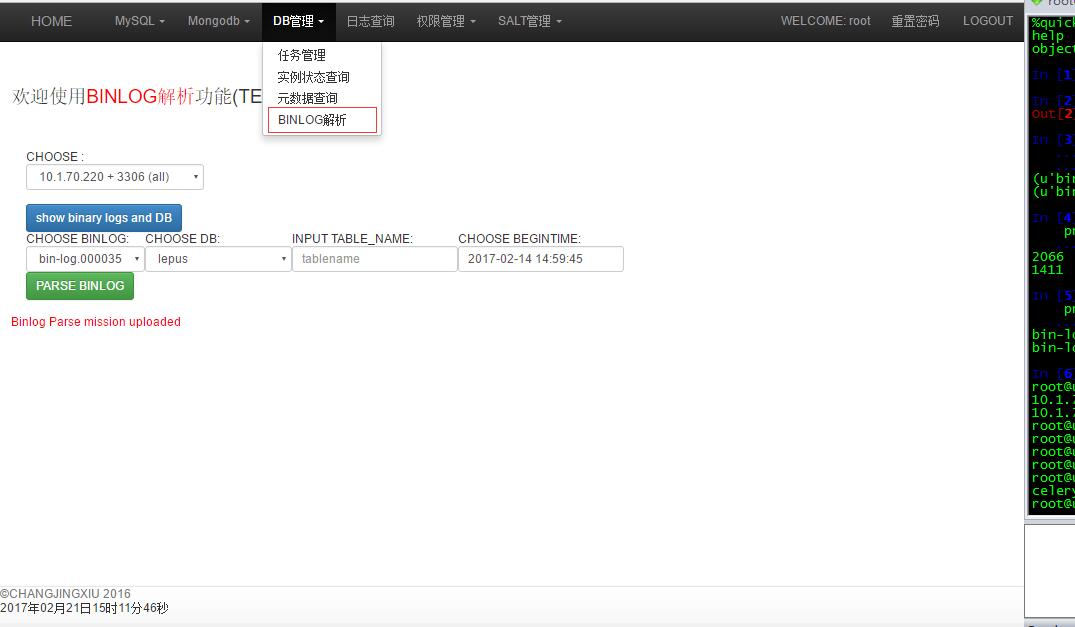 HOME MySQL Mongodb DB管理 日志查询 权限管理 SALT管理 WELCOME: root 重置密码 LOGOUT
任务管理
实例状态查询
元数据查询
BINLOG解析
欢迎使用BINLOG解析功能(TE
CHOOSE :
10.1.70.220 + 3306 (all)
show binary logs and DB
CHOOSE BINLOG: CHOOSE DB: INPUT TABLE_NAME: CHOOSE BEGINTIME:
bin-log.000035 lepus tablename 2017-02-14 14:59:45
PARSE BINLOG
Binlog Parse mission uploaded
©CHANGJINGXIU 2016
2017年02月21日15时11分46秒
root
%quick
help
object
In [1
In [2
Out[2
In [3
(u'bin
(u'bin
In [4
pr
2066
1411
In [5
pr
bin-lo
bin-lo
In [6
root@u
10.1.7
10.1.7
root@u
root@u
root@u
root@u
root@u
celery
root@u